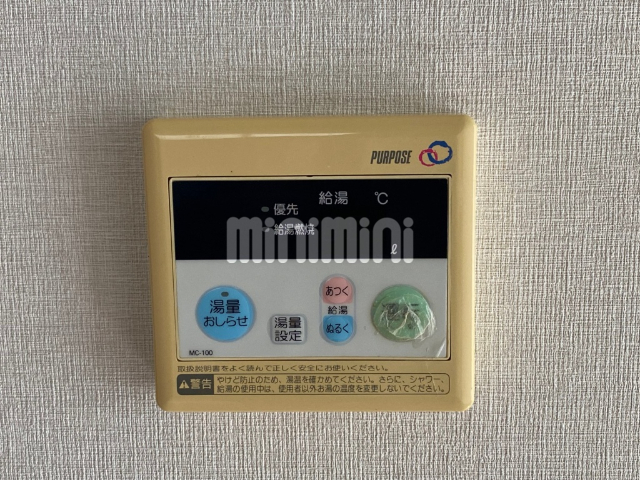 PURPOSE
給湯 ℃
優先
給湯燃焼
minimini
ℓ
湯量
おしらせ
湯量
設定
あつく
給湯
ぬるく
MC-100
取扱説明書をよく読んで正しく安全にお使いください。
警告 やけど防止のため、湯温を確かめてください。さらに、シャワー、
給湯の使用中は、使用者以外お湯の温度を変更しないでください。